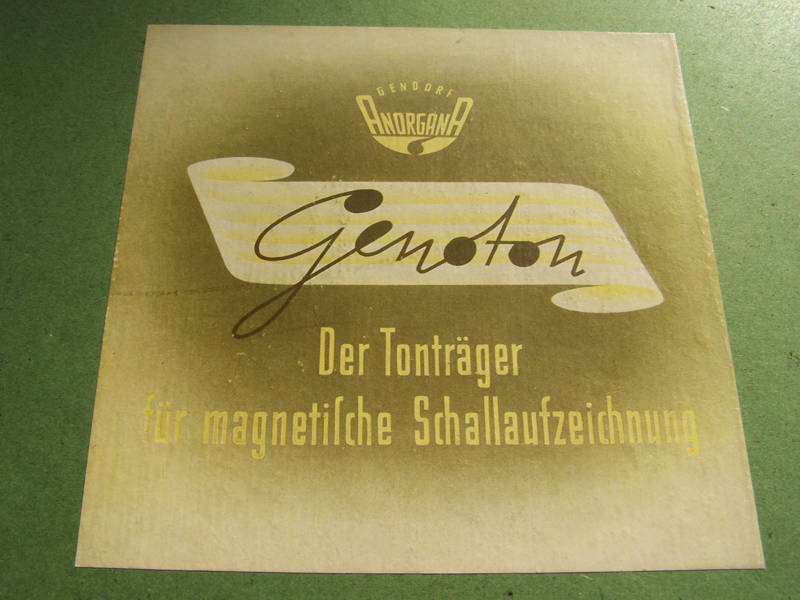 GENDORF
ANORGANA
Genoton
Der Tonträger
für magnetiſche Schallaufzeichnung